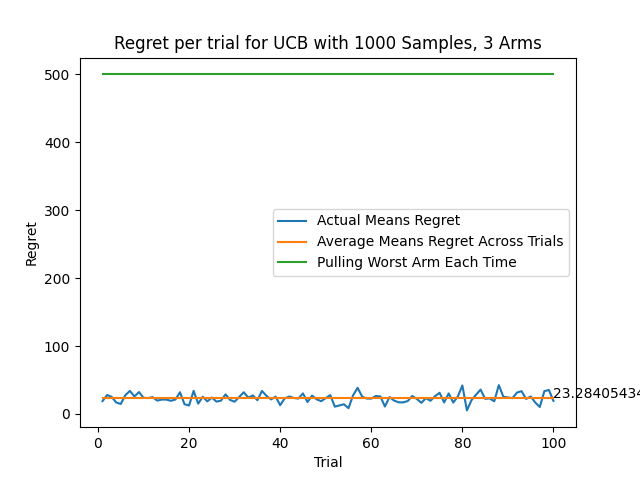 Regret per trial for UCB with 1000 Samples, 3 Arms
500
400
300
200
100
0
Regret
Actual Means Regret
Average Means Regret Across Trials
Pulling Worst Arm Each Time
23.28405434
0 20 40 60 80 100
Trial